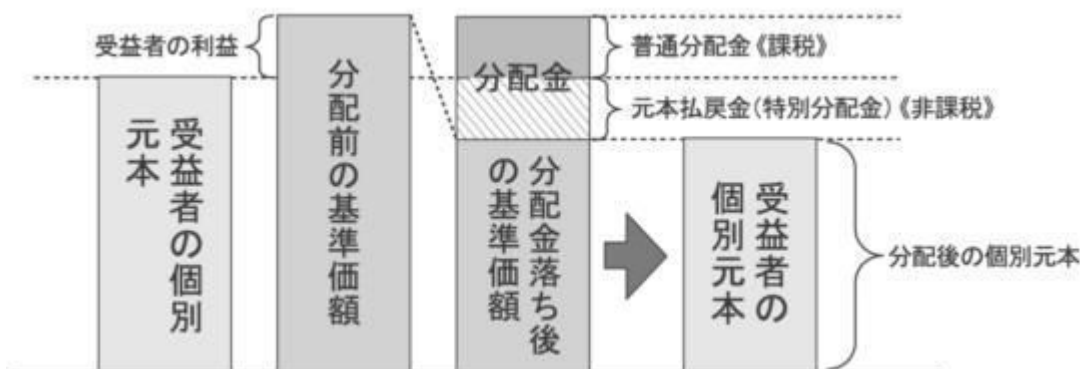 受益者の利益
受益者の個別
元本
分配前の基準価額
分配金
分配金落ち後
の基準価額
普通分配金《課税》
元本払戻金(特別分配金)《非課税》
受益者の
個別元本
分配後の個別元本